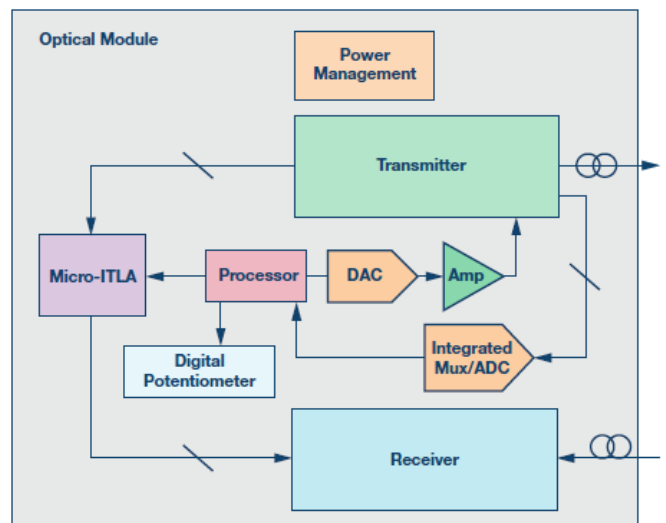 Optical Module
Power
Management
Transmitter
Micro-ITLA
Processor
DAC
Amp
Digital
Potentiometer
Integrated
Mux/ADC
Receiver